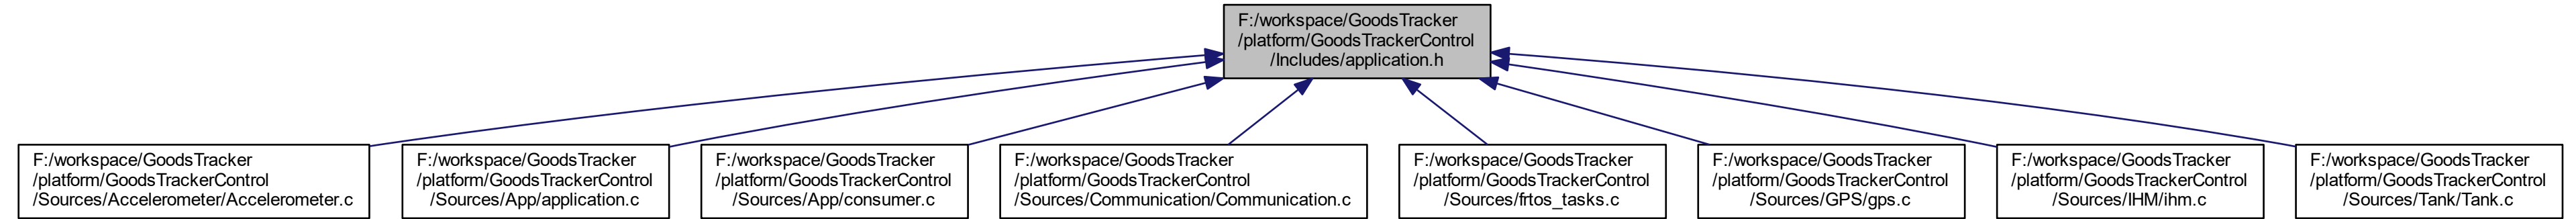 F:/workspace/GoodsTracker
/platform/GoodsTrackerControl
/Includes/application.h
F:/workspace/GoodsTracker
/platform/GoodsTrackerControl
/Sources/Accelerometer/Accelerometer.c
F:/workspace/GoodsTracker
/platform/GoodsTrackerControl
/Sources/App/application.c
F:/workspace/GoodsTracker
/platform/GoodsTrackerControl
/Sources/App/consumer.c
F:/workspace/GoodsTracker
/platform/GoodsTrackerControl
/Sources/Communication/Communication.c
F:/workspace/GoodsTracker
/platform/GoodsTrackerControl
/Sources/frtos_tasks.c
F:/workspace/GoodsTracker
/platform/GoodsTrackerControl
/Sources/GPS/gps.c
F:/workspace/GoodsTracker
/platform/GoodsTrackerControl
/Sources/IHM/ihm.c
F:/workspace/GoodsTracker
/platform/GoodsTrackerControl
/Sources/Tank/Tank.c